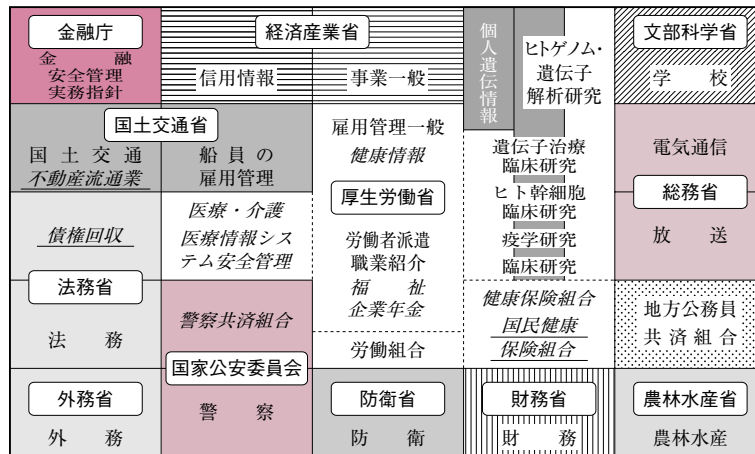 金融庁
金融
安全管理
実務指針
経済産業省
信用情報
事業一般
個人遺伝情報
ヒトゲノム・
遺伝子
解析研究
文部科学省
学校
国土交通省
国土交通
不動産流通業
船員の
雇用管理
雇用管理一般
健康情報
厚生労働省
労働者派遣
職業紹介
福祉
企業年金
労働組合
遺伝子治療
臨床研究
ヒト幹細胞
臨床研究
疫学研究
臨床研究
電気通信
総務省
放送
債権回収
医療・介護
医療情報シス
テム安全管理
法務省
法務
警察共済組合
国家公安委員会
警察
健康保険組合
国民健康
保険組合
地方公務員
共済組合
外務省
外務
防衛省
防衛
財務省
財務
農林水産省
農林水産